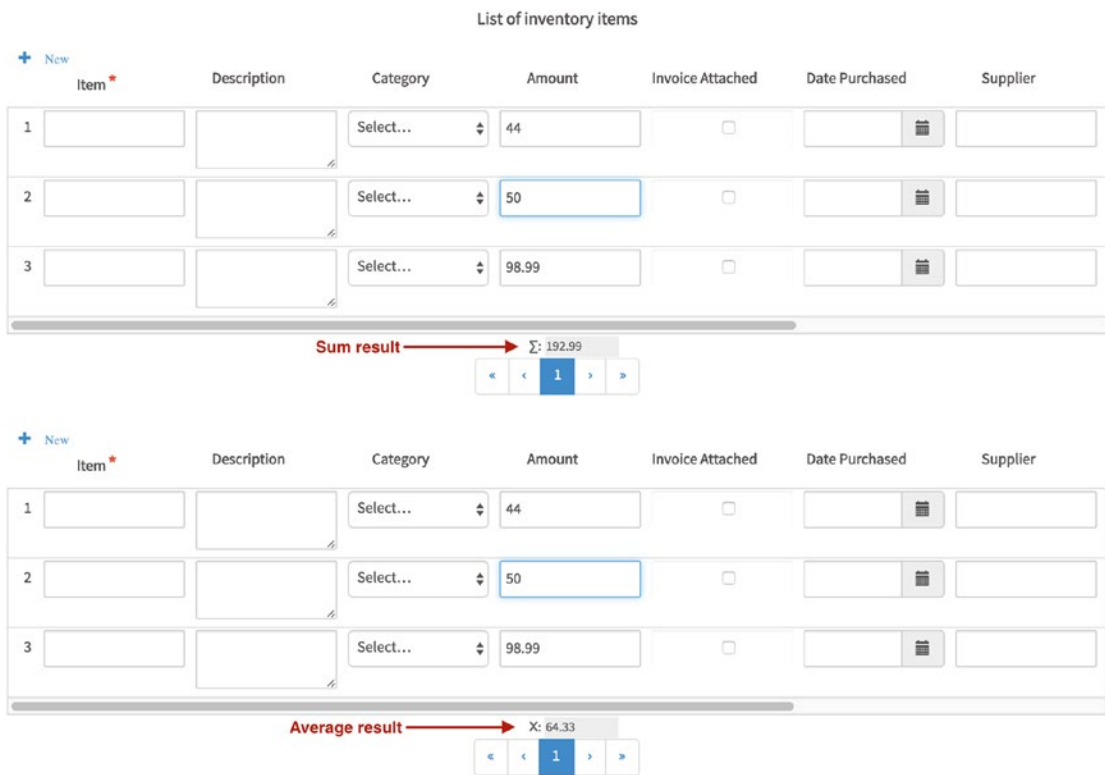 List of inventory items
+ New
Item * Description Category Amount Invoice Attached Date Purchased Supplier
1 Select... 44
2 Select... 50
3 Select... 98.99
Sum result Σ: 192.99
« ‹ 1 › »
+ New
Item * Description Category Amount Invoice Attached Date Purchased Supplier
1 Select... 44
2 Select... 50
3 Select... 98.99
Average result X: 64.33
« ‹ 1 › »